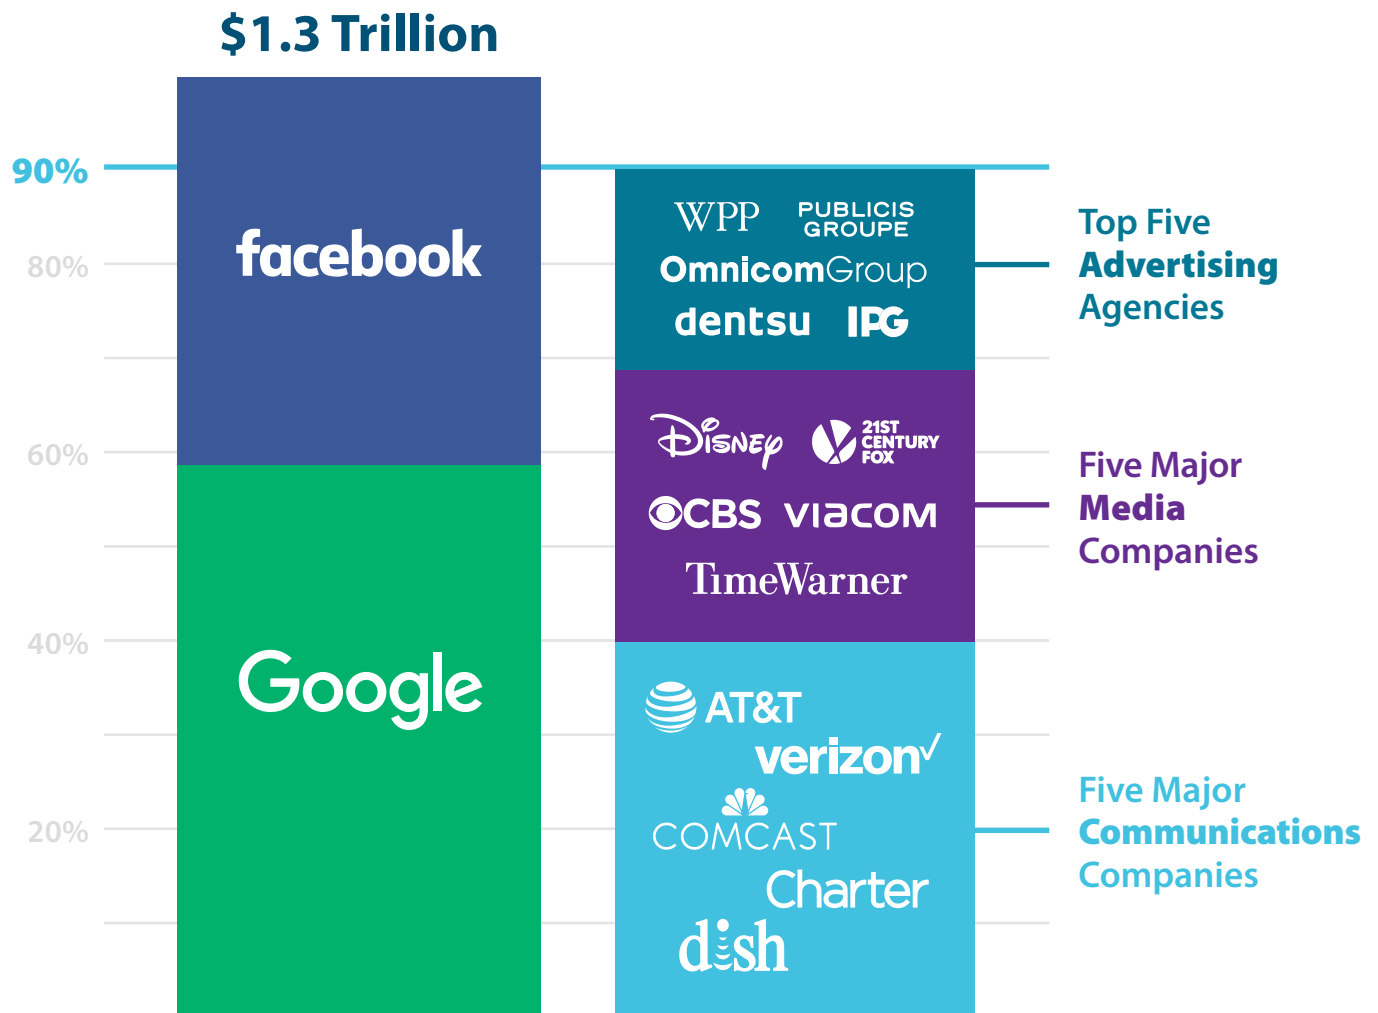 $1.3 Trillion
90%
80%
60%
40%
20%
facebook
Google
WPP
PUBLICIS
GROUPE
OmnicomGroup
dentsu
IPG
DISNEY
21ST
CENTURY
FOX
CBS
VIACOM
TimeWarner
AT&T
verizon
COMCAST
Charter
dish
Top Five
Advertising
Agencies
Five Major
Media
Companies
Five Major
Communications
Companies